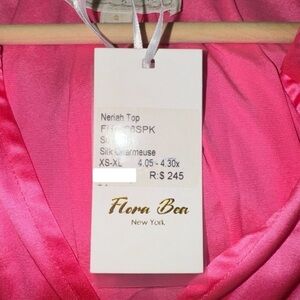 Neriah Top
Silk Charmeuse
XS-XL 4.05 - 4.30x
R:$ 245
Flora Bea
New York